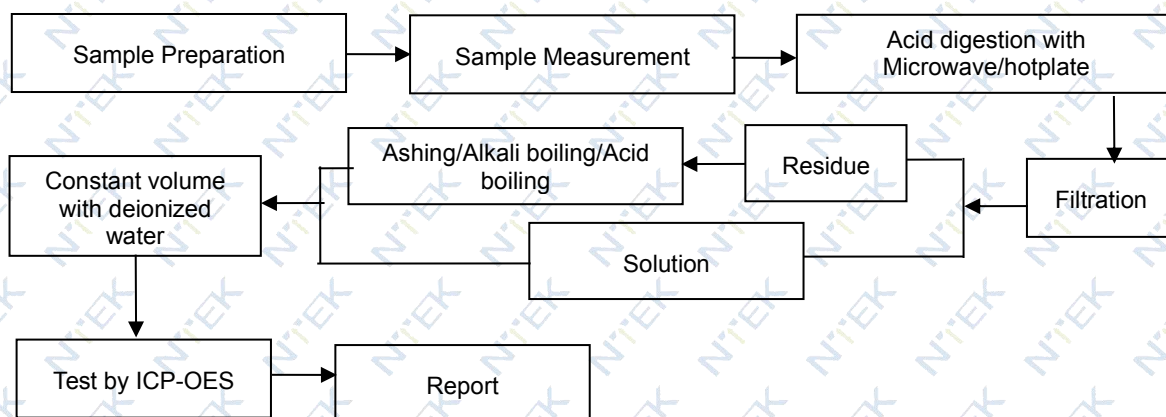 Sample Preparation
Sample Measurement
Acid digestion with
Microwave/hotplate
Ashing/Alkali boiling/Acid
boiling
Residue
Filtration
Constant volume
with deionized
water
Solution
Test by ICP-OES
Report
NTEK